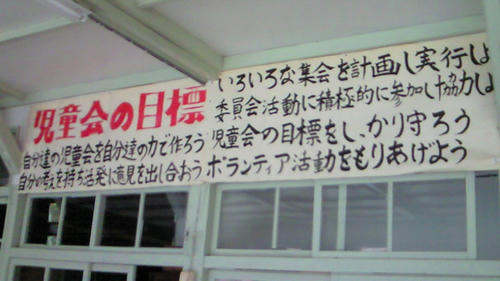 児童会の目標
自分達の児童会を自分達の力で作ろう
自分の考えを持ち活発に意見を出し合おう
いろいろな集会を計画し実行しよ
委員会活動に積極的に参加し協力しよ
児童会の目標をしっかり守ろう
ボランティア活動をもりあげよう